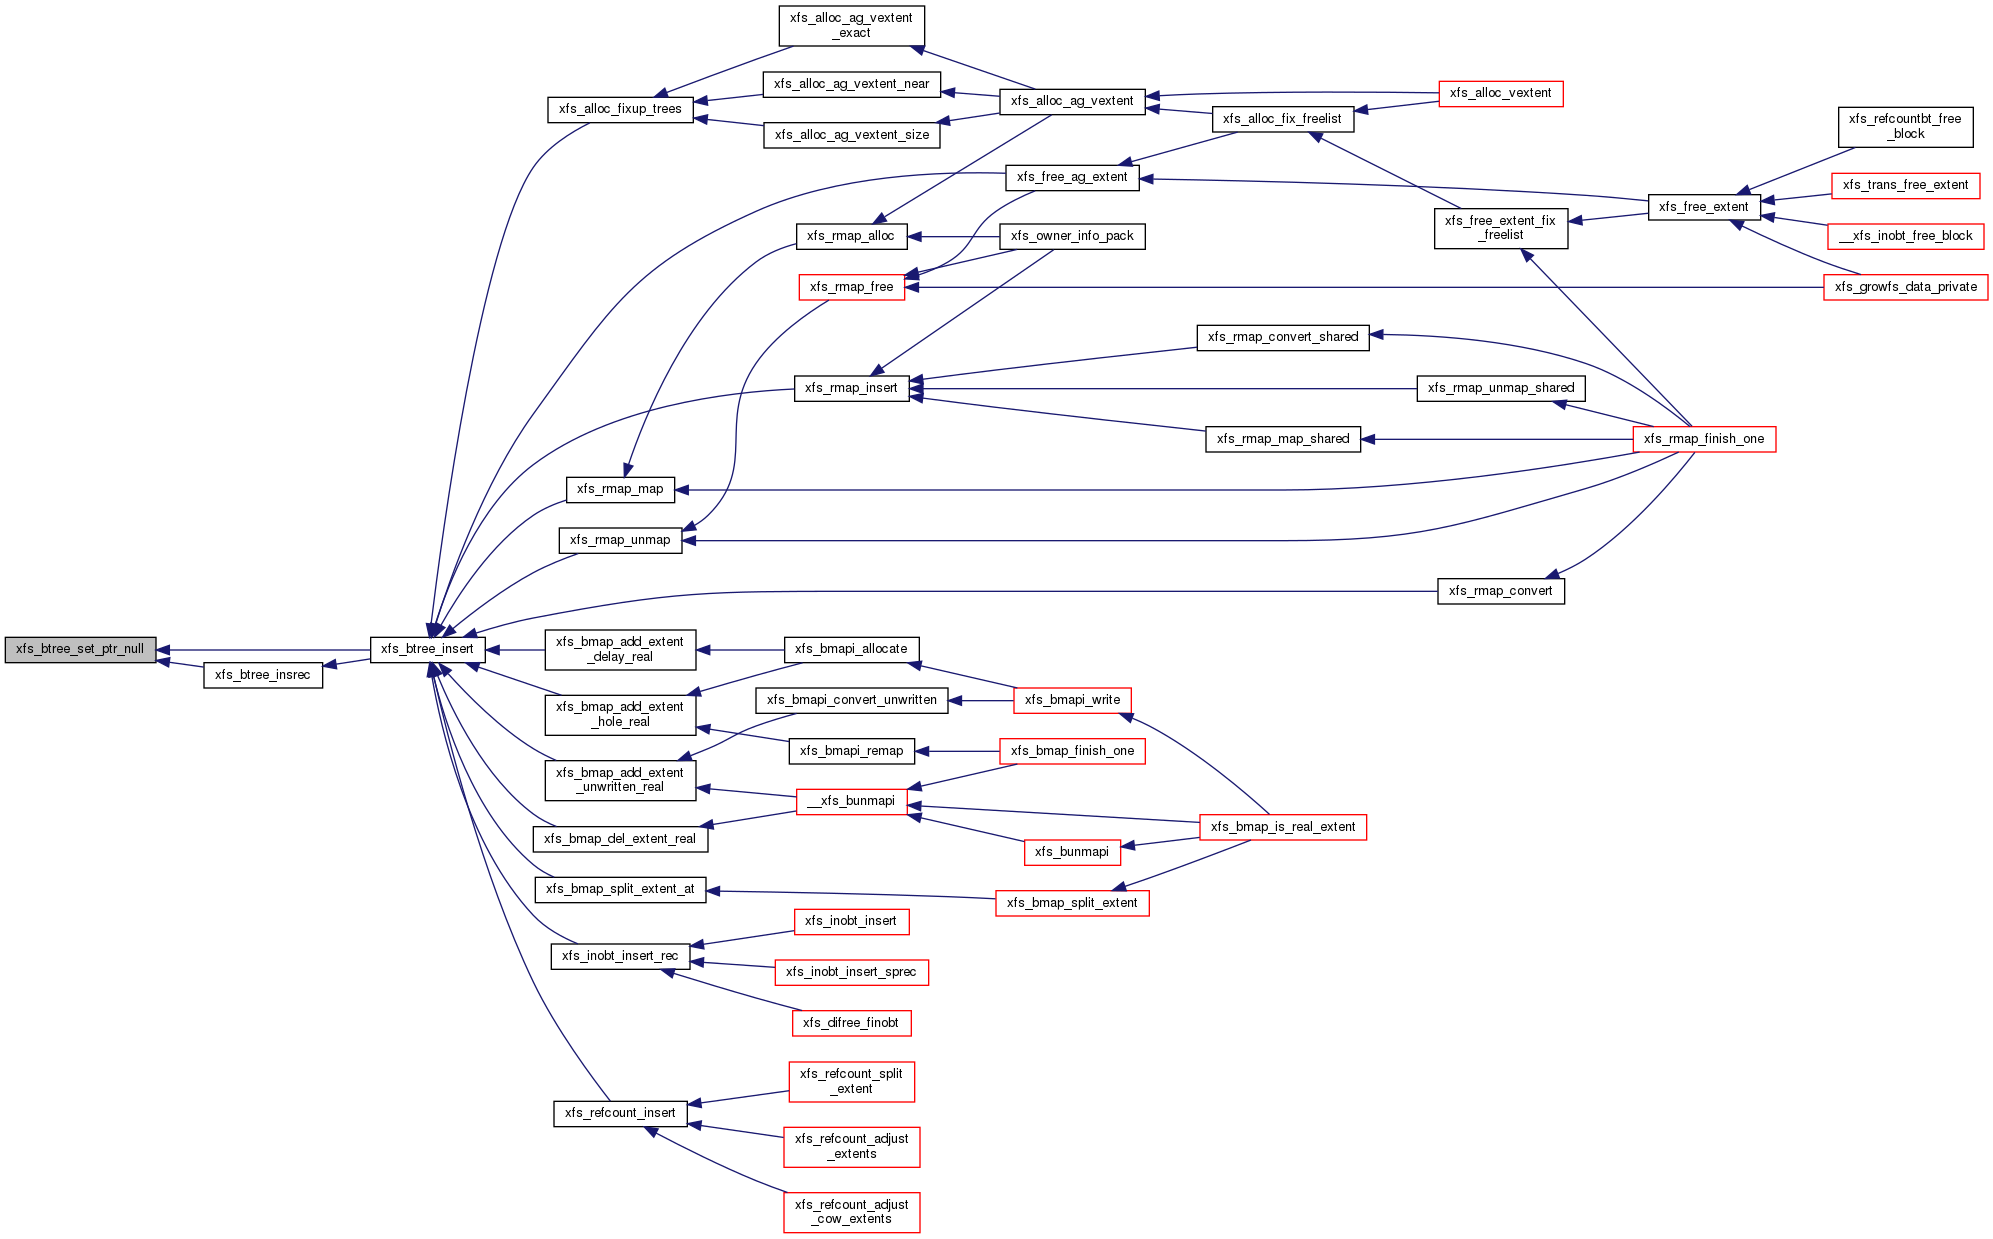 xfs_alloc_ag_vextent
_exact
xfs_alloc_ag_vextent_near
xfs_alloc_fixup_trees
xfs_alloc_ag_vextent_size
xfs_alloc_ag_vextent
xfs_alloc_vextent
xfs_alloc_fix_freelist
xfs_refcountbt_free
_block
xfs_free_ag_extent
xfs_trans_free_extent
xfs_free_extent
xfs_free_extent_fix
_freelist
xfs_rmap_alloc
xfs_owner_info_pack
__xfs_inobt_free_block
xfs_rmap_free
xfs_growfs_data_private
xfs_rmap_convert_shared
xfs_rmap_insert
xfs_rmap_unmap_shared
xfs_rmap_map_shared
xfs_rmap_finish_one
xfs_rmap_map
xfs_rmap_unmap
xfs_rmap_convert
xfs_btree_set_ptr_null
xfs_btree_insert
xfs_btree_insrec
xfs_bmap_add_extent
_delay_real
xfs_bmapi_allocate
xfs_bmap_add_extent
_hole_real
xfs_bmapi_convert_unwritten
xfs_bmapi_write
xfs_bmapi_remap
xfs_bmap_finish_one
xfs_bmap_add_extent
_unwritten_real
__xfs_bunmapi
xfs_bmap_is_real_extent
xfs_bmap_del_extent_real
xfs_bunmapi
xfs_bmap_split_extent_at
xfs_bmap_split_extent
xfs_inobt_insert
xfs_inobt_insert_rec
xfs_inobt_insert_sprec
xfs_difree_finobt
xfs_refcount_split
_extent
xfs_refcount_insert
xfs_refcount_adjust
_extents
xfs_refcount_adjust
_cow_extents